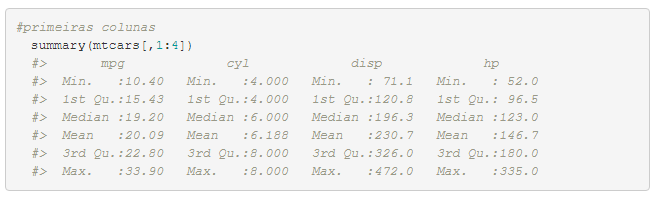 #primeiras colunas
summary(mtcars[,1:4])
#>       mpg             cyl             disp             hp
#>  Min.   :10.40   Min.   :4.000   Min.   : 71.1   Min.   : 52.0
#>  1st Qu.:15.43   1st Qu.:4.000   1st Qu.:120.8   1st Qu.: 96.5
#>  Median :19.20   Median :6.000   Median :196.3   Median :123.0
#>  Mean   :20.09   Mean   :6.188   Mean   :230.7   Mean   :146.7
#>  3rd Qu.:22.80   3rd Qu.:8.000   3rd Qu.:326.0   3rd Qu.:180.0
#>  Max.   :33.90   Max.   :8.000   Max.   :472.0   Max.   :335.0